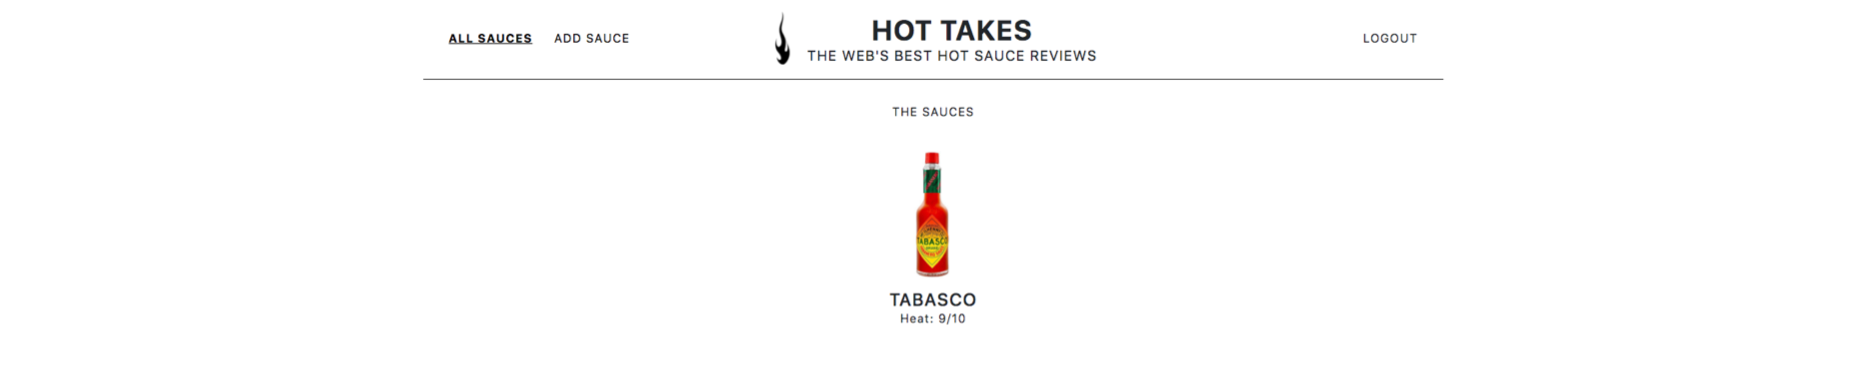 ALL SAUCES
ADD SAUCE
HOT TAKES
THE WEB'S BEST HOT SAUCE REVIEWS
LOGOUT
THE SAUCES
TABASCO
TABASCO
Heat: 9/10